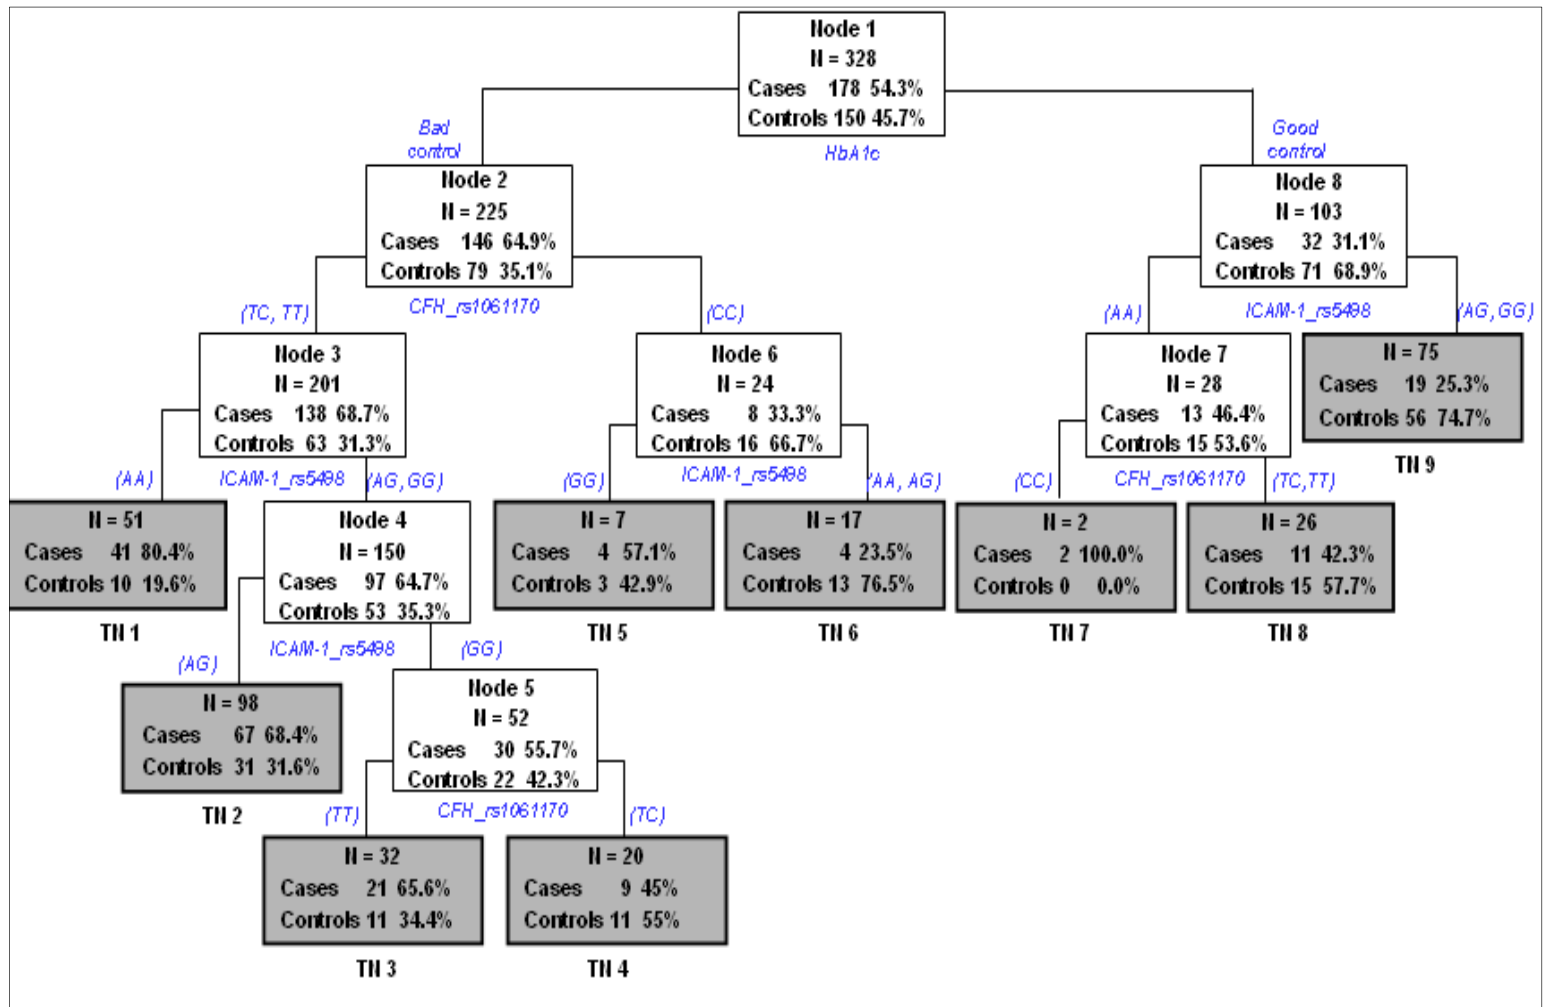 Node 1
N = 328
Cases 178 54.3%
Controls 150 45.7%
HbA1c
Bad
control
Good
control
Node 2
N = 225
Cases 146 64.9%
Controls 79 35.1%
CFH_rs1061170
Node 8
N = 103
Cases 32 31.1%
Controls 71 68.9%
ICAM-1_rs5498
(TC, TT)
(CC)
(AA)
(AG,GG)
Node 3
N = 201
Cases 138 68.7%
Controls 63 31.3%
ICAM-1_rs5498
Node 6
N = 24
Cases 8 33.3%
Controls 16 66.7%
ICAM-1_rs5498
Node 7
N = 28
Cases 13 46.4%
Controls 15 53.6%
CFH_rs1061170
N = 75
Cases 19 25.3%
Controls 56 74.7%
TN 9
(AA)
(AG,GG)
(GG)
(AA, AG)
(CC)
(TC,TT)
N = 51
Cases 41 80.4%
Controls 10 19.6%
TN 1
Node 4
N = 150
Cases 97 64.7%
Controls 53 35.3%
ICAM-1_rs5498
N = 7
Cases 4 57.1%
Controls 3 42.9%
TN 5
N = 17
Cases 4 23.5%
Controls 13 76.5%
TN 6
N = 2
Cases 2 100.0%
Controls 0 0.0%
TN 7
N = 26
Cases 11 42.3%
Controls 15 57.7%
TN 8
(AG)
(GG)
N = 98
Cases 67 68.4%
Controls 31 31.6%
TN 2
Node 5
N = 52
Cases 30 55.7%
Controls 22 42.3%
CFH_rs1061170
(TT)
(TC)
N = 32
Cases 21 65.6%
Controls 11 34.4%
TN 3
N = 20
Cases 9 45%
Controls 11 55%
TN 4